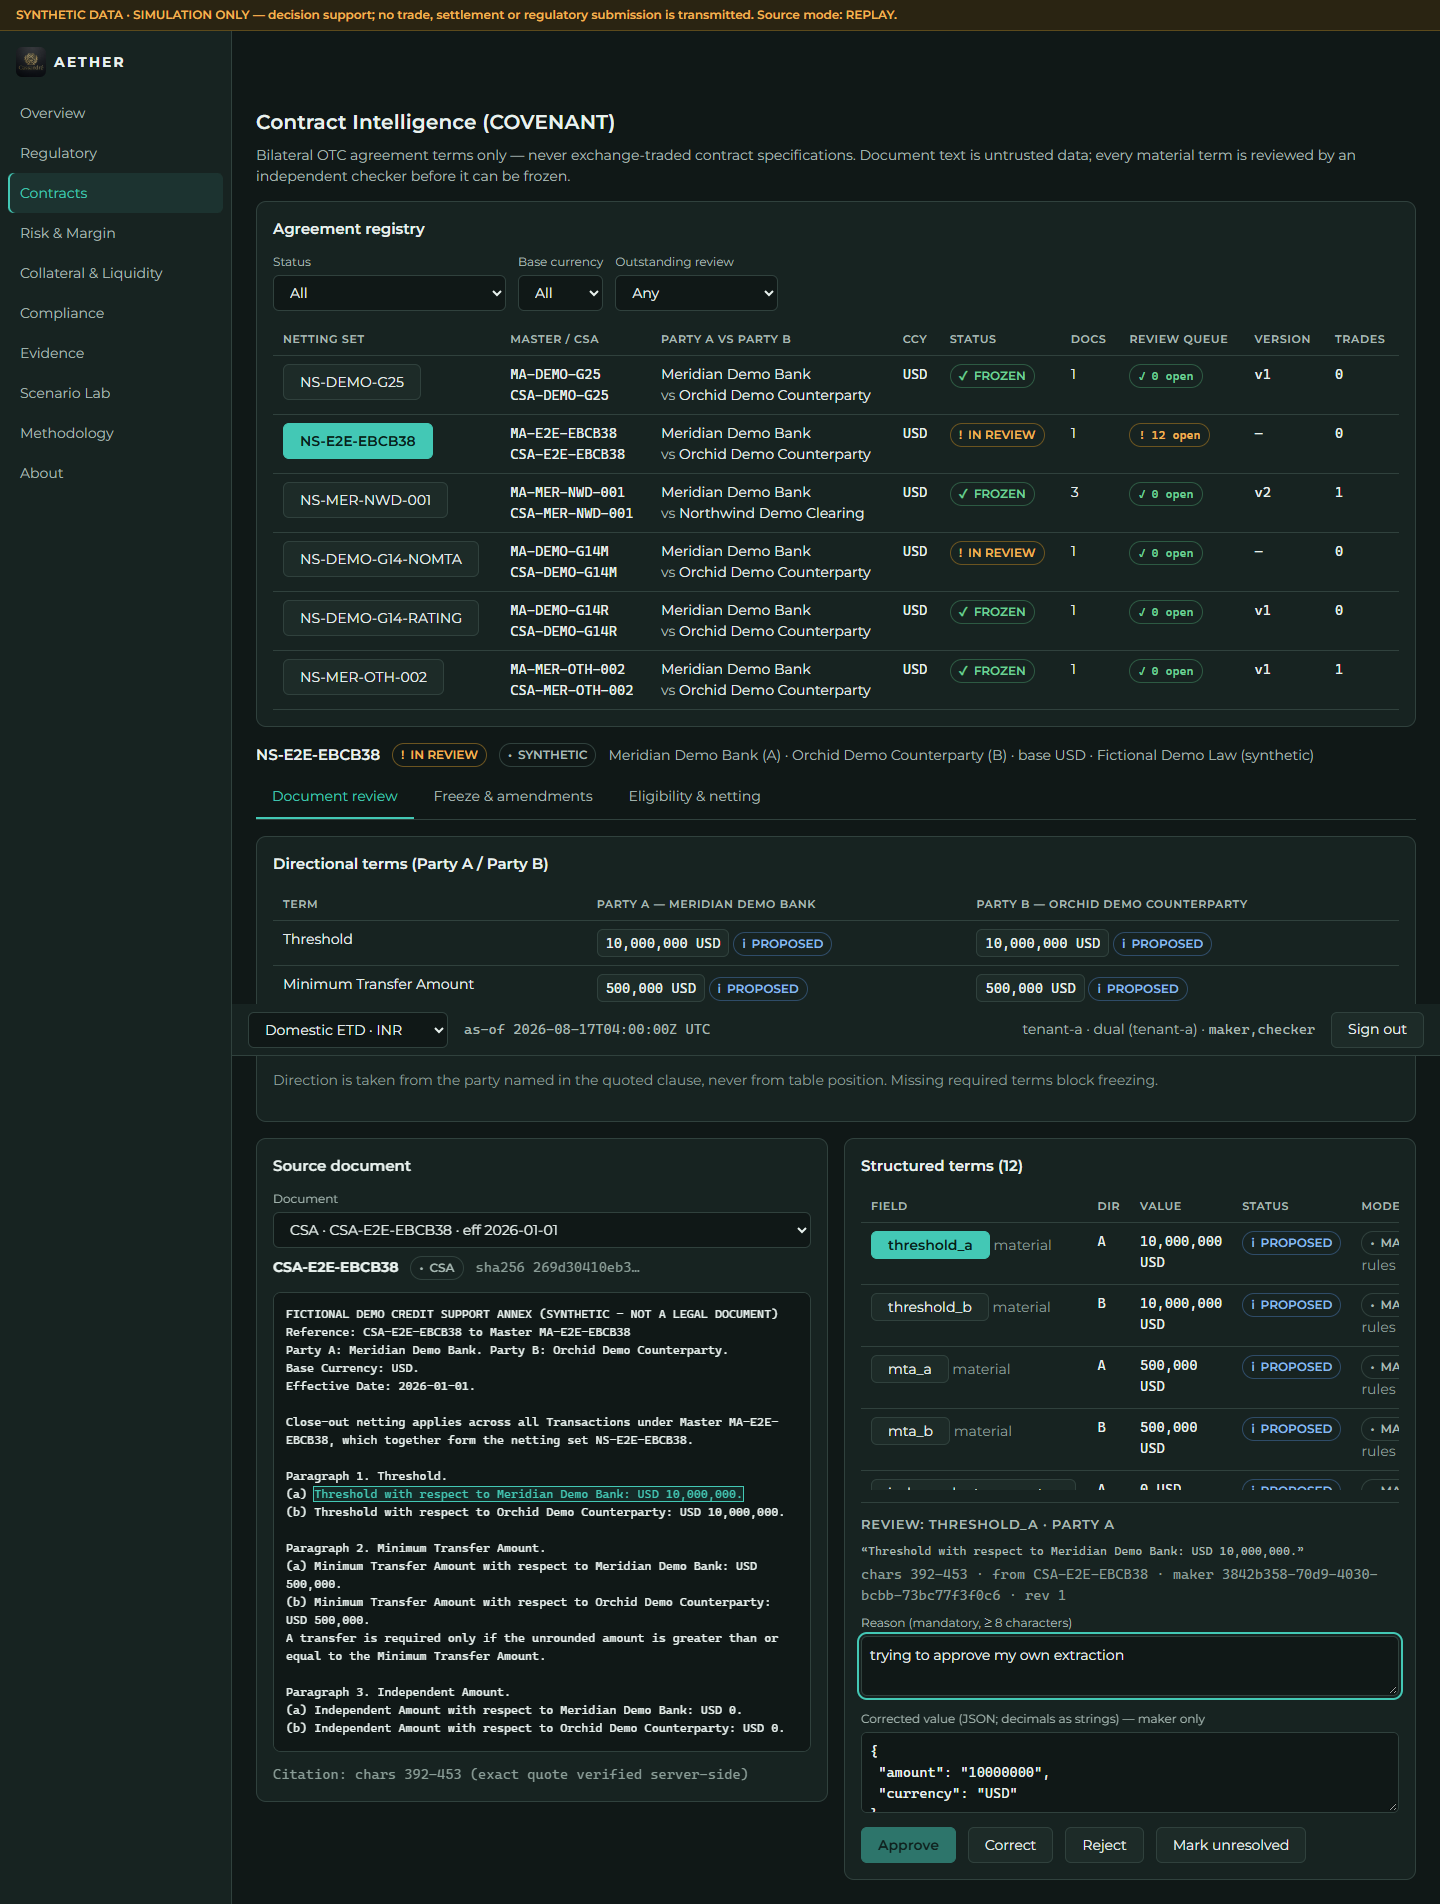 SYNTHETIC DATA · SIMULATION ONLY — decision support; no trade, settlement or regulatory submission is transmitted. Source mode: REPLAY.
AETHER
Overview
Regulatory
Contracts
Risk & Margin
Collateral & Liquidity
Compliance
Evidence
Scenario Lab
Methodology
About
Contract Intelligence (COVENANT)
Bilateral OTC agreement terms only — never exchange-traded contract specifications. Document text is untrusted data; every material term is reviewed by an
independent checker before it can be frozen.
Agreement registry
Status Base currency Outstanding review
All All Any
NETTING SET MASTER / CSA PARTY A VS PARTY B CCY STATUS DOCS REVIEW QUEUE VERSION TRADES
NS-DEMO-G25 MA-DEMO-G25 Meridian Demo Bank USD ✓ FROZEN 1 ✓ 0 open v1 0
CSA-DEMO-G25 vs Orchid Demo Counterparty
NS-E2E-EBCB38 MA-E2E-EBCB38 Meridian Demo Bank USD ! IN REVIEW 1 ! 12 open — 0
CSA-E2E-EBCB38 vs Orchid Demo Counterparty
NS-MER-NWD-001 MA-MER-NWD-001 Meridian Demo Bank USD ✓ FROZEN 3 ✓ 0 open v2 1
CSA-MER-NWD-001 vs Northwind Demo Clearing
NS-DEMO-G14-NOMTA MA-DEMO-G14M Meridian Demo Bank USD ! IN REVIEW 1 ✓ 0 open — 0
CSA-DEMO-G14M vs Orchid Demo Counterparty
NS-DEMO-G14-RATING MA-DEMO-G14R Meridian Demo Bank USD ✓ FROZEN 1 ✓ 0 open v1 0
CSA-DEMO-G14R vs Orchid Demo Counterparty
NS-MER-OTH-002 MA-MER-OTH-002 Meridian Demo Bank USD ✓ FROZEN 1 ✓ 0 open v1 1
CSA-MER-OTH-002 vs Orchid Demo Counterparty
NS-E2E-EBCB38 ! IN REVIEW • SYNTHETIC Meridian Demo Bank (A) · Orchid Demo Counterparty (B) · base USD · Fictional Demo Law (synthetic)
Document review Freeze & amendments Eligibility & netting
Directional terms (Party A / Party B)
TERM PARTY A — MERIDIAN DEMO BANK PARTY B — ORCHID DEMO COUNTERPARTY
Threshold 10,000,000 USD i PROPOSED 10,000,000 USD i PROPOSED
Minimum Transfer Amount 500,000 USD i PROPOSED 500,000 USD i PROPOSED
Domestic ETD · INR as-of 2026-08-17T04:00:00Z UTC tenant-a · dual (tenant-a) · maker,checker Sign out
Direction is taken from the party named in the quoted clause, never from table position. Missing required terms block freezing.
Source document
Document
CSA · CSA-E2E-EBCB38 · eff 2026-01-01
CSA-E2E-EBCB38 • CSA sha256 269d30410eb3…
FICTIONAL DEMO CREDIT SUPPORT ANNEX (SYNTHETIC — NOT A LEGAL DOCUMENT)
Reference: CSA-E2E-EBCB38 to Master MA-E2E-EBCB38
Party A: Meridian Demo Bank. Party B: Orchid Demo Counterparty.
Base Currency: USD.
Effective Date: 2026-01-01.
Close-out netting applies across all Transactions under Master MA-E2E-
EBCB38, which together form the netting set NS-E2E-EBCB38.
Paragraph 1. Threshold.
(a) Threshold with respect to Meridian Demo Bank: USD 10,000,000.
(b) Threshold with respect to Orchid Demo Counterparty: USD 10,000,000.
Paragraph 2. Minimum Transfer Amount.
(a) Minimum Transfer Amount with respect to Meridian Demo Bank: USD
500,000.
(b) Minimum Transfer Amount with respect to Orchid Demo Counterparty:
USD 500,000.
A transfer is required only if the unrounded amount is greater than or
equal to the Minimum Transfer Amount.
Paragraph 3. Independent Amount.
(a) Independent Amount with respect to Meridian Demo Bank: USD 0.
(b) Independent Amount with respect to Orchid Demo Counterparty: USD 0.
Citation: chars 392–453 (exact quote verified server-side)
Structured terms (12)
FIELD DIR VALUE STATUS MODE
threshold_a material A 10,000,000 i PROPOSED • MA
USD rules
threshold_b material B 10,000,000 i PROPOSED • MA
USD rules
mta_a material A 500,000 i PROPOSED • MA
USD rules
mta_b material B 500,000 i PROPOSED • MA
USD rules
A 0 USD i PROPOSED • MA
REVIEW: THRESHOLD_A · PARTY A
“Threshold with respect to Meridian Demo Bank: USD 10,000,000.”
chars 392–453 · from CSA-E2E-EBCB38 · maker 3842b358-70d9-4030-
bcbb-73bc77f3f0c6 · rev 1
Reason (mandatory, ≥ 8 characters)
trying to approve my own extraction
Corrected value (JSON; decimals as strings) — maker only
{
"amount": "10000000",
"currency": "USD"
Approve Correct Reject Mark unresolved